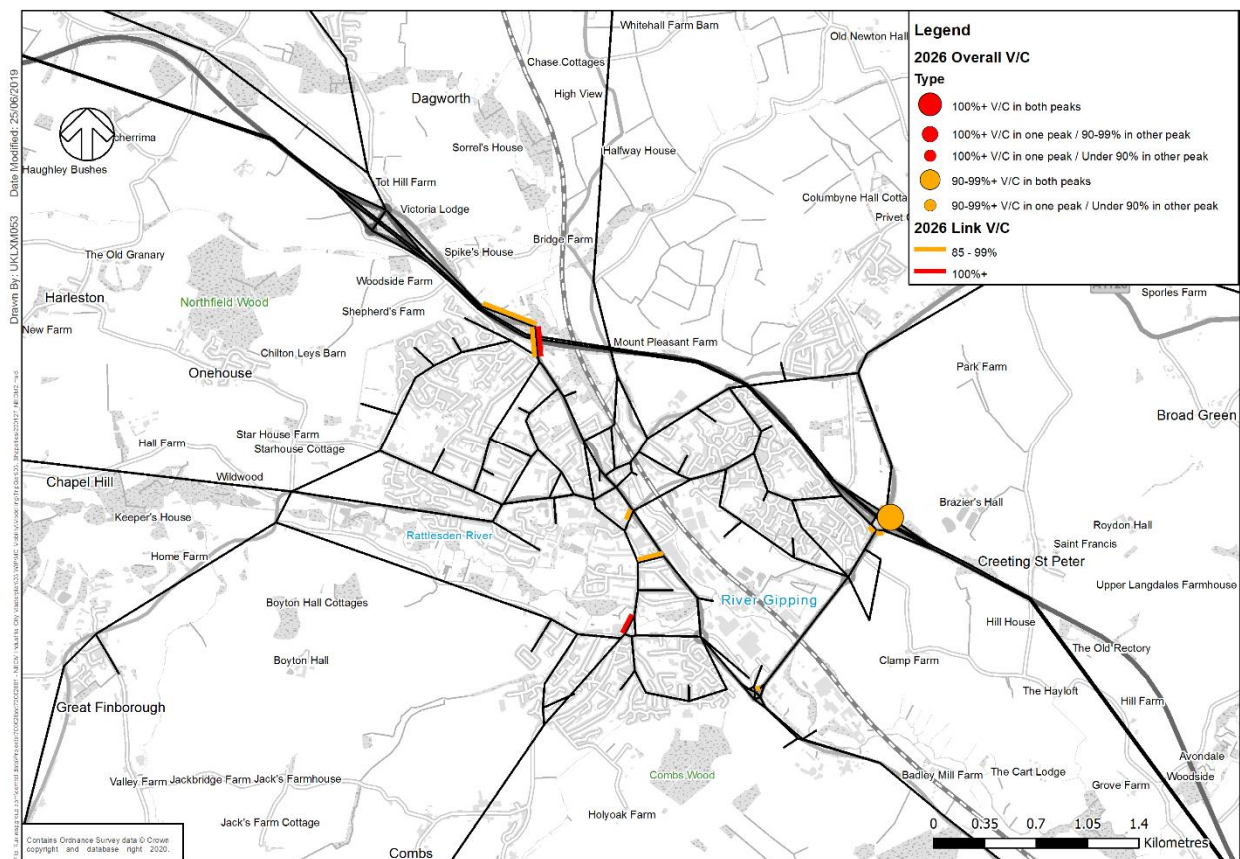 Legend
2026 Overall V/C
Type
100%+ V/C in both peaks
100%+ V/C in one peak / 90-99% in other peak
100%+ V/C in one peak / Under 90% in other peak
90-99%+ V/C in both peaks
90-99%+ V/C in one peak / Under 90% in other peak
2026 Link V/C
85 - 99%
100%+
Date Modified: 25/06/2019
Drawn By: UKLXM053
Whitehall Farm Barn
Old Newton Hall
Chase Cottages
High View
Dagworth
cherrima
Haughley Bushes
Sorrel's House
Halfway House
Tot Hill Farm
Victoria Lodge
Columbyne Hall Cotta
Privet
Bridge Farm
Spike's House
The Old Granary
Woodside Farm
Harleston
Northfield Wood
Shepherd's Farm
New Farm
Sporles Farm
Mount Pleasant Farm
Chilton Leys Barn
Onehouse
Park Farm
Broad Green
Star House Farm
Starhouse Cottage
Hall Farm
Wildwood
Chapel Hill
Keeper's House
Brazier's Hall
Rattlesden River
Roydon Hall
Saint Francis
Home Farm
Creeting St Peter
Upper Langdales Farmhouse
Boyton Hall Cottages
River Gipping
Hill House
The Old Rectory
Boyton Hall
Clamp Farm
The Hayloft
Hill Farm
Great Finborough
Avondale
Woodside
Valley Farm
Jackbridge Farm
Jack's Farmhouse
Combs Wood
Badley Mill Farm
The Cart Lodge
Grove Farm
Jack's Farm Cottage
Holyoak Farm
Combs
0 0.35 0.7 1.05 1.4
Kilometres
Contains Ordnance Survey data © Crown
copyright and database right 2020.